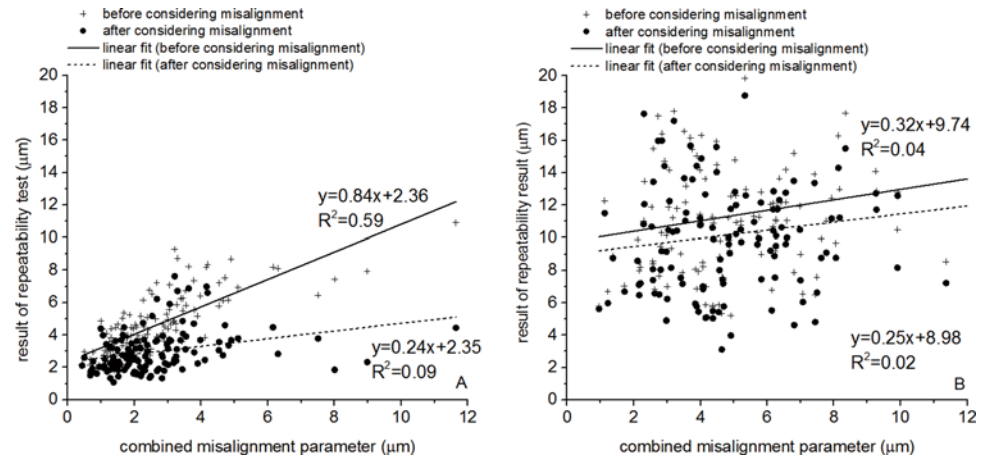 before considering misalignment
after considering misalignment
linear fit (before considering misalignment)
linear fit (after considering misalignment)
20
18
16
14
12
10
8
6
4
2
0
result of repeatability test (μm)
y=0.84x+2.36
R²=0.59
y=0.24x+2.35
R²=0.09
A
0 2 4 6 8 10 12
combined misalignment parameter (μm)
before considering misalignment
after considering misalignment
linear fit (before considering misalignment)
linear fit (after considering misalignment)
20
18
16
14
12
10
8
6
4
2
0
result of repeatability result (μm)
y=0.32x+9.74
R²=0.04
y=0.25x+8.98
R²=0.02
B
0 2 4 6 8 10 12
combined misalignment parameter (μm)